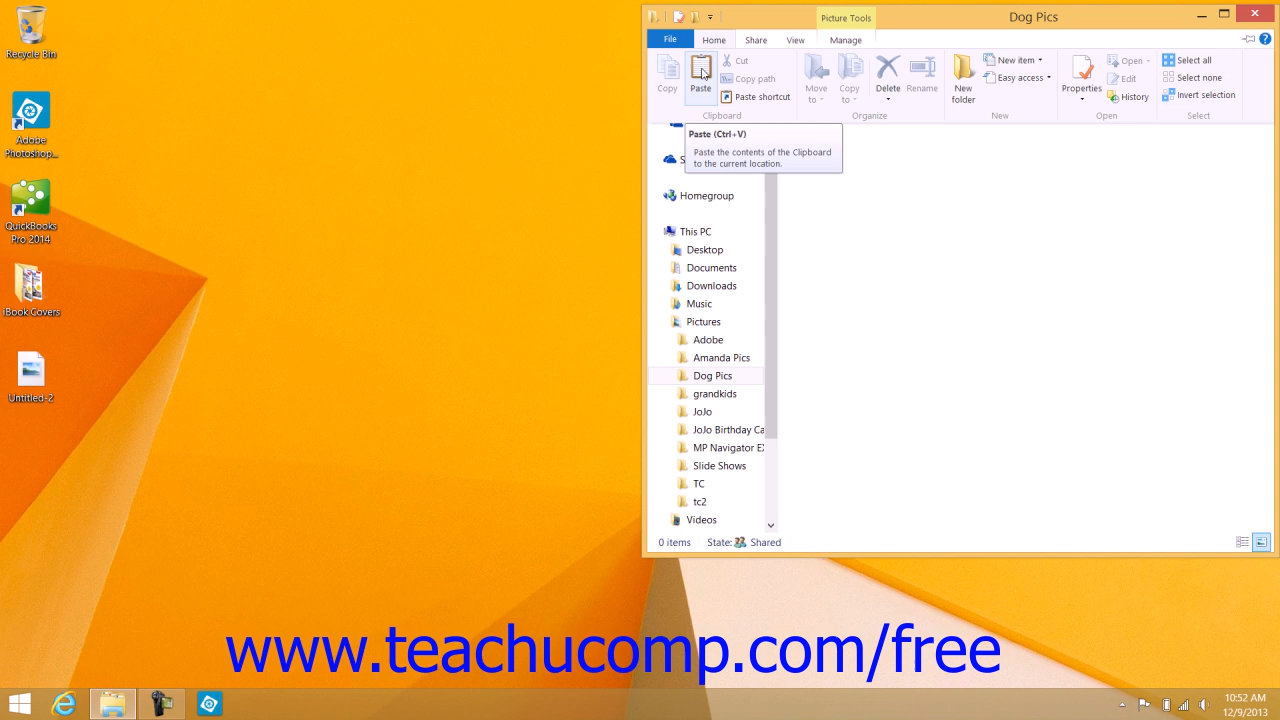 Recycle Bin
Adobe
Photoshop...
QuickBooks
Pro 2014
iBook Covers
Untitled-2
Picture Tools
Dog Pics
File
Home
Share
View
Manage
Copy
Paste
Cut
Copy path
Paste shortcut
Clipboard
Move
to
Copy
to
Delete
Rename
Organize
New
folder
New item
Easy access
New
Properties
Open
Edit
History
Open
Select all
Select none
Invert selection
Select
Paste (Ctrl+V)
Paste the contents of the Clipboard
to the current location.
Homegroup
This PC
Desktop
Documents
Downloads
Music
Pictures
Adobe
Amanda Pics
Dog Pics
grandkids
JoJo
JoJo Birthday Ca
MP Navigator EX
Slide Shows
TC
tc2
Videos
0 items
State:
Shared
www.teachucomp.com/free
10:52 AM
12/9/2013